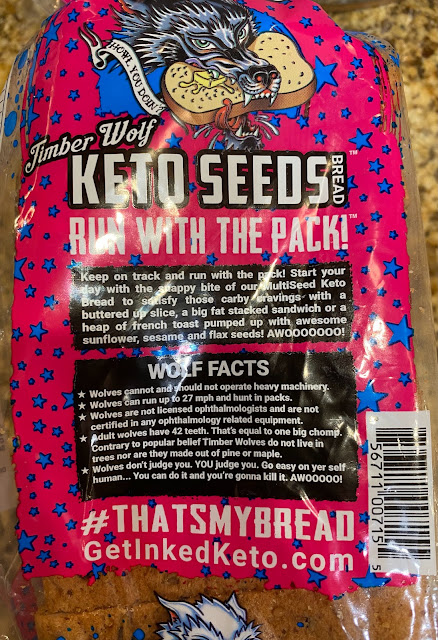 HOWL YOU DOIN'?
Timber Wolf
KETO SEEDS BREAD™
RUN WITH THE PACK!™
Keep on track and run with the pack! Start your
day with the snappy bite of our MultiSeed Keto
Bread to satisfy those carby cravings with a
buttered up slice, a big fat stacked sandwich or a
heap of french toast pumped up with awesome
sunflower, sesame and flax seeds! AWOOOOOOO!
WOLF FACTS
★ Wolves cannot and should not operate heavy machinery.
★ Wolves can run up to 27 mph and hunt in packs.
★ Wolves are not licensed ophthalmologists and are not
certified in any ophthalmology related equipment.
★ Adult wolves have 42 teeth. That's equal to one big chomp.
Contrary to popular belief Timber Wolves do not live in
trees nor are they made out of pine or maple.
★ Wolves don't judge you. YOU judge you. Go easy on yer self
human... You can do it and you're gonna kill it. AWOOOOO!
#THATSMYBREAD
GetInkedKeto.com
56711 00715 5